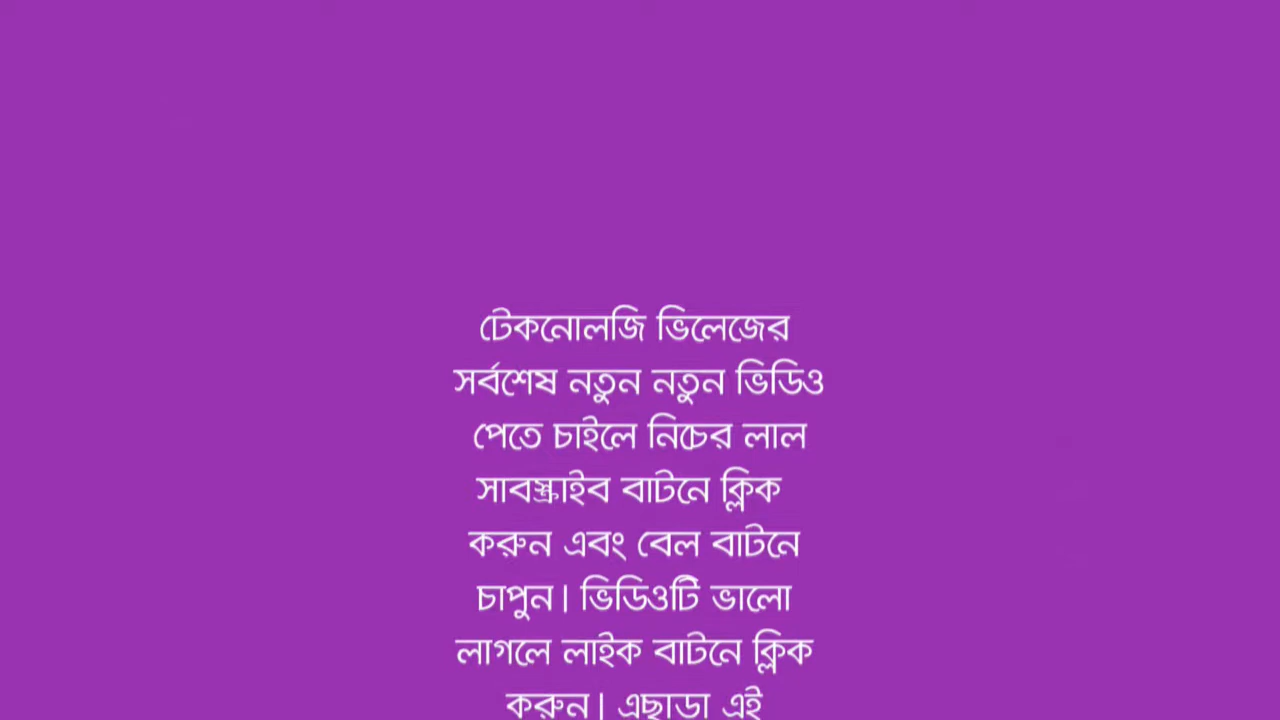 টেকনোলজি ভিলেজের
সর্বশেষ নতুন নতুন ভিডিও
পেতে চাইলে নিচের লাল
সাবস্ক্রাইব বাটনে ক্লিক
করুন এবং বেল বাটনে
চাপুন। ভিডিওটি ভালো
লাগলে লাইক বাটনে ক্লিক
করুন। এছাড়া এই